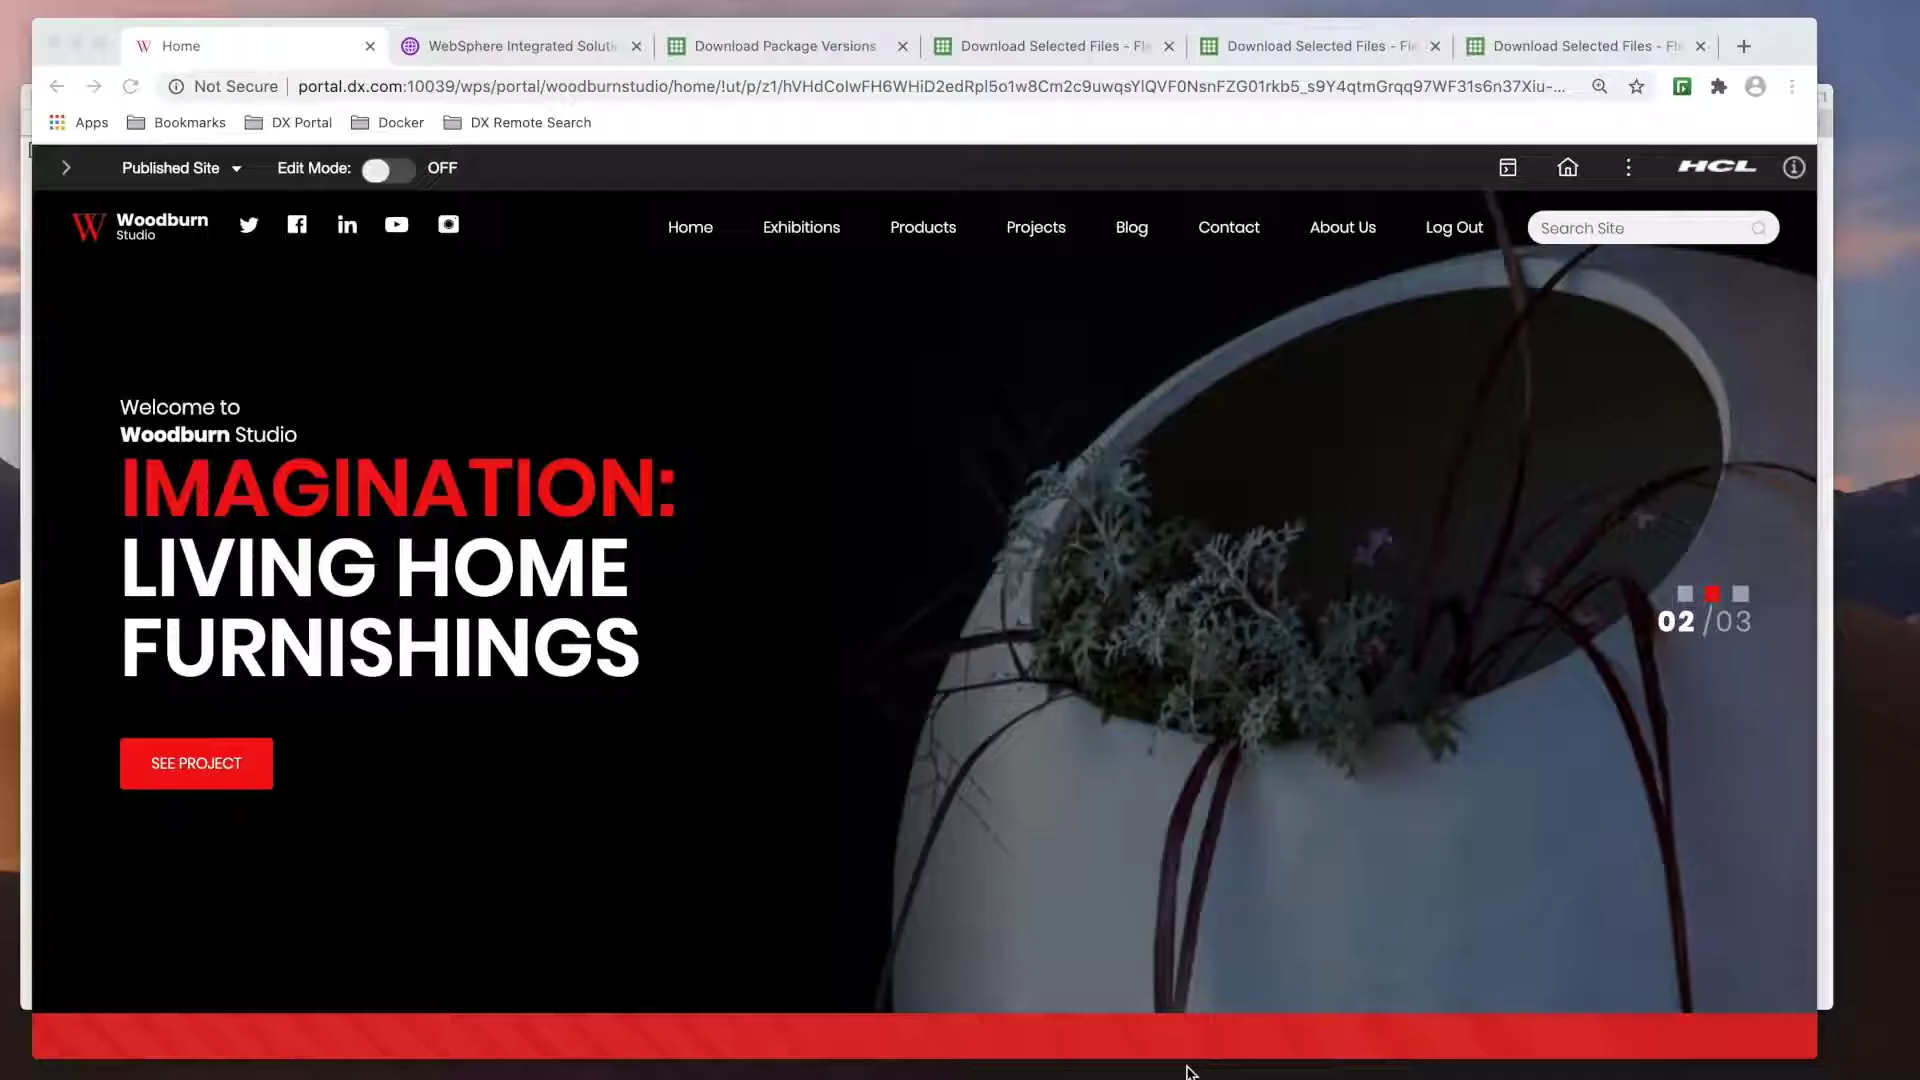 Home
WebSphere Integrated Soluti
Download Package Versions
Download Selected Files - Fl
Download Selected Files - Fl
Download Selected Files - Fl
Not Secure
portal.dx.com:10039/wps/portal/woodburnstudio/home/!ut/p/z1/hVHdCoIwFH6WHiD2edRpl5o1w8Cm2c9uwqsYlQVF0NsnFZG01rkb5_s9Y4qtmGrqq97WF31s6n37Xiu-...
Apps
Bookmarks
DX Portal
Docker
DX Remote Search
Published Site
Edit Mode:
OFF
HCL
W
Woodburn
Studio
Home
Exhibitions
Products
Projects
Blog
Contact
About Us
Log Out
Search Site
Welcome to
Woodburn Studio
IMAGINATION:
LIVING HOME
FURNISHINGS
02/03
SEE PROJECT